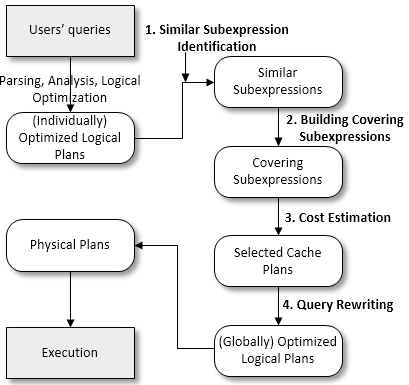 Users' queries
1. Similar Subexpression
Identification
Parsing, Analysis, Logical
Optimization
(Individually)
Optimized Logical
Plans
Similar
Subexpressions
2. Building Covering
Subexpressions
Covering
Subexpressions
3. Cost Estimation
Selected Cache
Plans
4. Query Rewriting
(Globally) Optimized
Logical Plans
Physical Plans
Execution